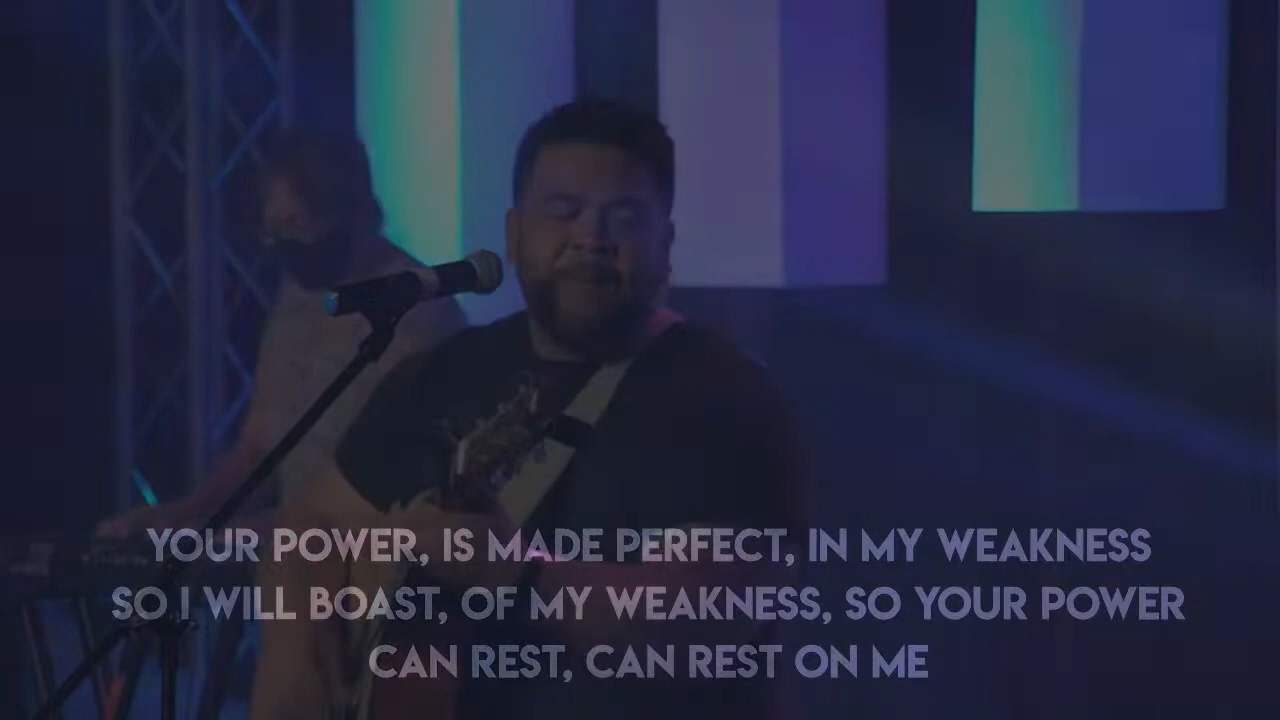 YOUR POWER, IS MADE PERFECT, IN MY WEAKNESS
SO I WILL BOAST, OF MY WEAKNESS, SO YOUR POWER
CAN REST, CAN REST ON ME